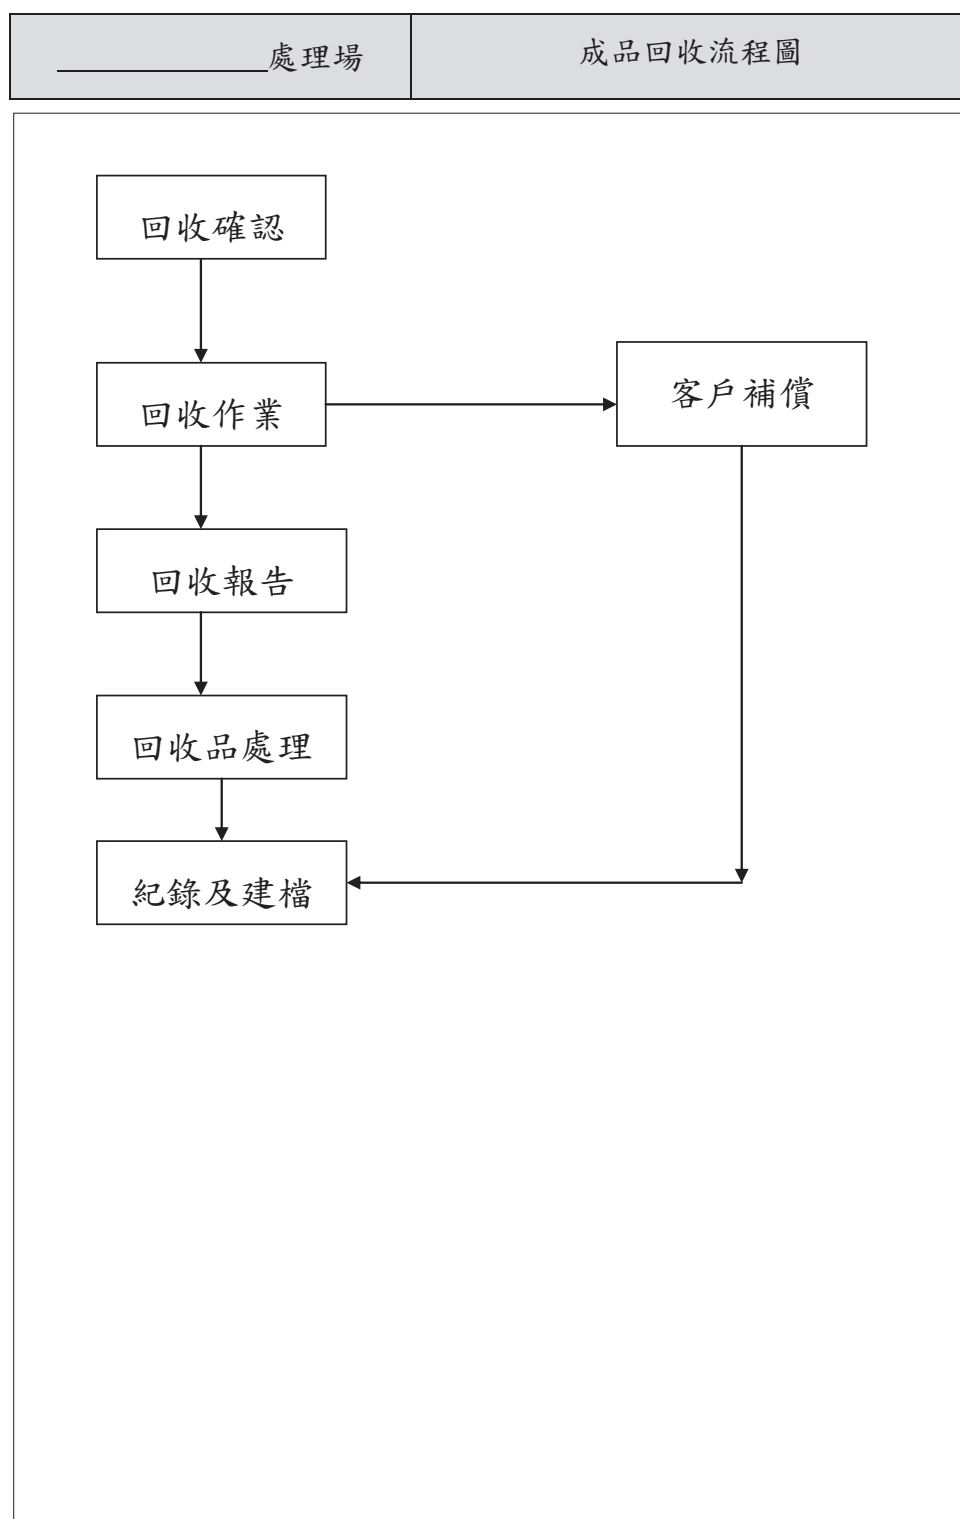 處理場
成品回收流程圖
回收確認
回收作業
客戶補償
回收報告
回收品處理
紀錄及建檔